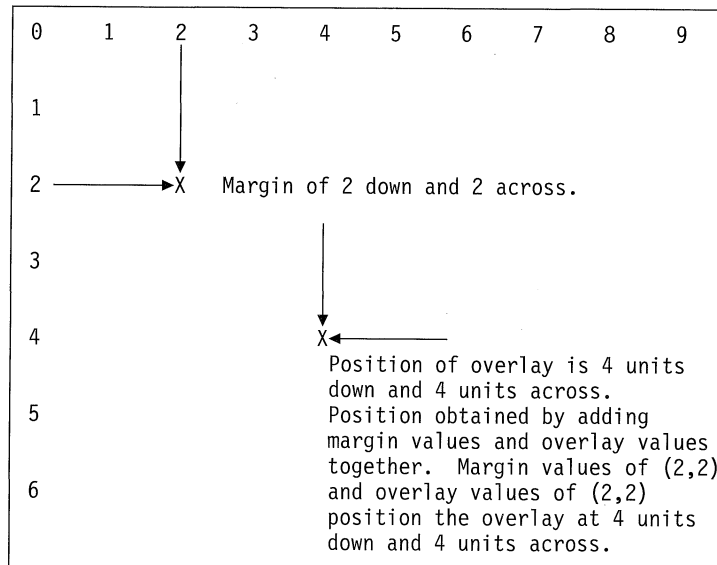 0 1 2 3 4 5 6 7 8 9
1
2 X Margin of 2 down and 2 across.
3
4 X
Position of overlay is 4 units
down and 4 units across.
5 Position obtained by adding
margin values and overlay values
together. Margin values of (2,2)
6 and overlay values of (2,2)
position the overlay at 4 units
down and 4 units across.